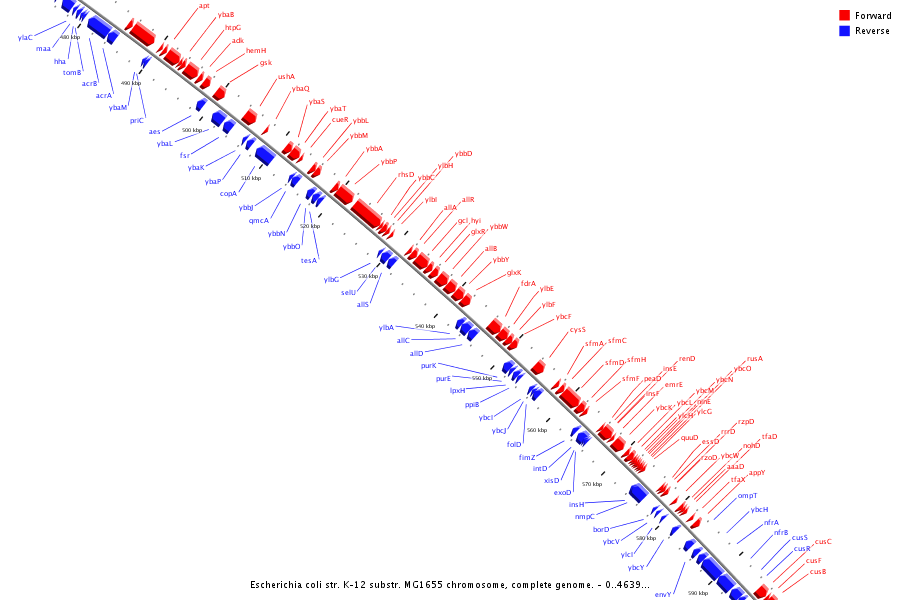 Forward
Reverse
apt
ybaB
htpG
adk
hemH
gsk
ushA
ybaQ
ybaS
ybaT
cueR
ybbL
ybbM
ybbA
ybbP
rhsD
ybbC
ylbH
ybbD
ylbI
allA
allR
gcl
hyi
glxR
ybbW
allB
ybbY
glxK
fdrA
ylbE
ylbF
ybcF
cysS
sfmA
sfmC
sfmD
sfmH
sfmF
peaD
insE
renD
insF
emrE
ybcK
ybcL
ybcM
ybcN
ybcO
rusA
ninE
ylcH
ylcG
quuD
essD
rrrD
rzpD
rzoD
ybcW
nohD
tfaD
aaaD
tfaX
appY
ompT
ybcH
nfrA
nfrB
cusS
cusR
cusC
cusF
cusB
ylaC
maa
hha
tomB
acrB
acrA
ybaM
priC
aes
ybaL
fsr
ybaK
ybaP
copA
ybbJ
qmcA
ybbN
ybbO
tesA
ylbG
selU
allS
ylbA
allC
allD
purK
purE
lpxH
ppiB
ybcI
ybcJ
folD
fimZ
intD
xisD
exoD
insH
nmpC
borD
ybcV
ylcI
ybcY
envY
480 kbp
490 kbp
500 kbp
510 kbp
520 kbp
530 kbp
540 kbp
550 kbp
560 kbp
570 kbp
580 kbp
590 kbp
Escherichia coli str. K-12 substr. MG1655 chromosome, complete genome. - 0..4639...